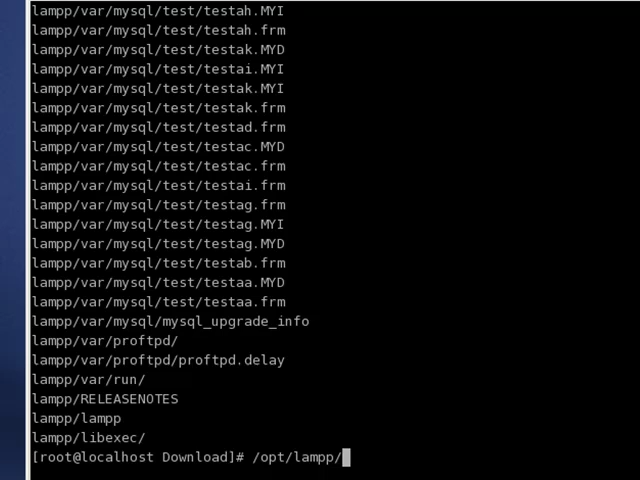 lampp/var/mysql/test/testah.MYI
lampp/var/mysql/test/testah.frm
lampp/var/mysql/test/testak.MYD
lampp/var/mysql/test/testai.MYI
lampp/var/mysql/test/testak.MYI
lampp/var/mysql/test/testak.frm
lampp/var/mysql/test/testad.frm
lampp/var/mysql/test/testac.MYD
lampp/var/mysql/test/testac.frm
lampp/var/mysql/test/testai.frm
lampp/var/mysql/test/testag.frm
lampp/var/mysql/test/testag.MYI
lampp/var/mysql/test/testag.MYD
lampp/var/mysql/test/testab.frm
lampp/var/mysql/test/testaa.MYD
lampp/var/mysql/test/testaa.frm
lampp/var/mysql/mysql_upgrade_info
lampp/var/proftpd/
lampp/var/proftpd/proftpd.delay
lampp/var/run/
lampp/RELEASENOTES
lampp/lampp
lampp/libexec/
[root@localhost Download]# /opt/lampp/